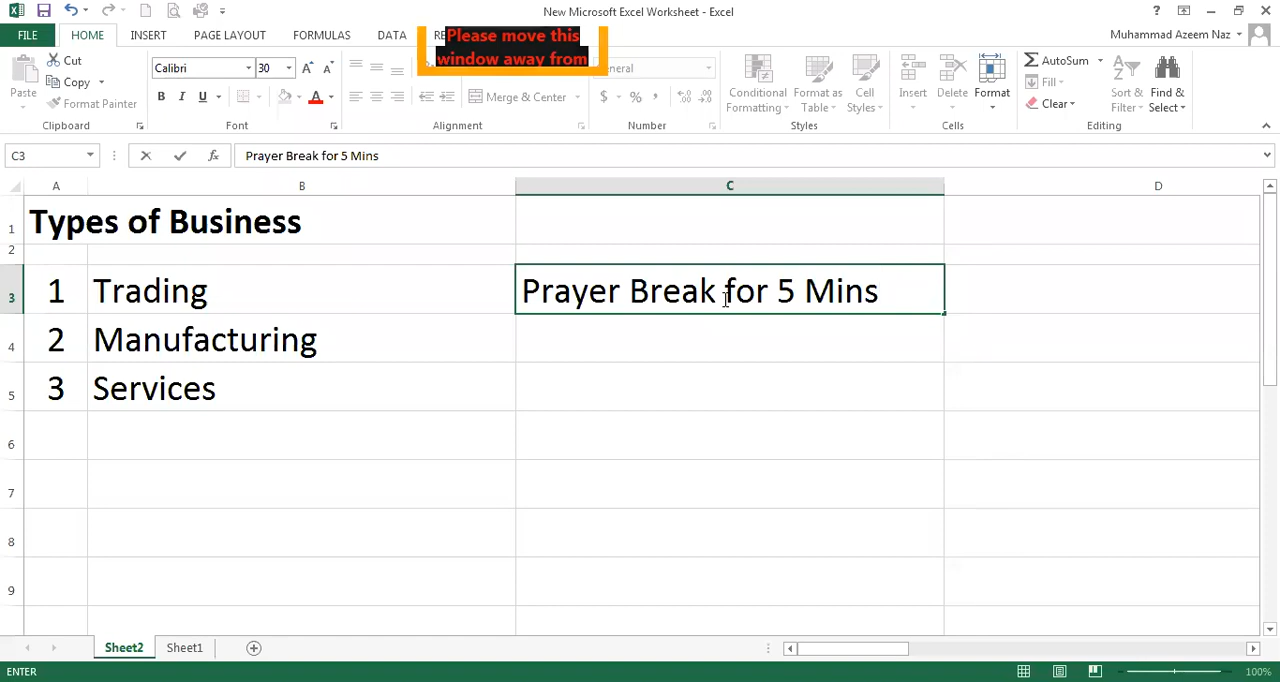 New Microsoft Excel Worksheet - Excel
FILE HOME INSERT PAGE LAYOUT FORMULAS DATA RE
Please move this
window away from
Muhammad Azeem Naz
Paste
Cut
Copy
Format Painter
Clipboard
Calibri 30
B I U A
Font
Merge & Center
Alignment
eneral
$ % ,
Number
Conditional Formatting
Format as Table
Cell Styles
Styles
Insert Delete Format
Cells
AutoSum
Fill
Clear
Sort & Filter
Find & Select
Editing
C3
fx
Prayer Break for 5 Mins
A B C D
1 Types of Business
2
3 1 Trading Prayer Break for 5 Mins
4 2 Manufacturing
5 3 Services
6
7
8
9
Sheet2 Sheet1
ENTER
100%